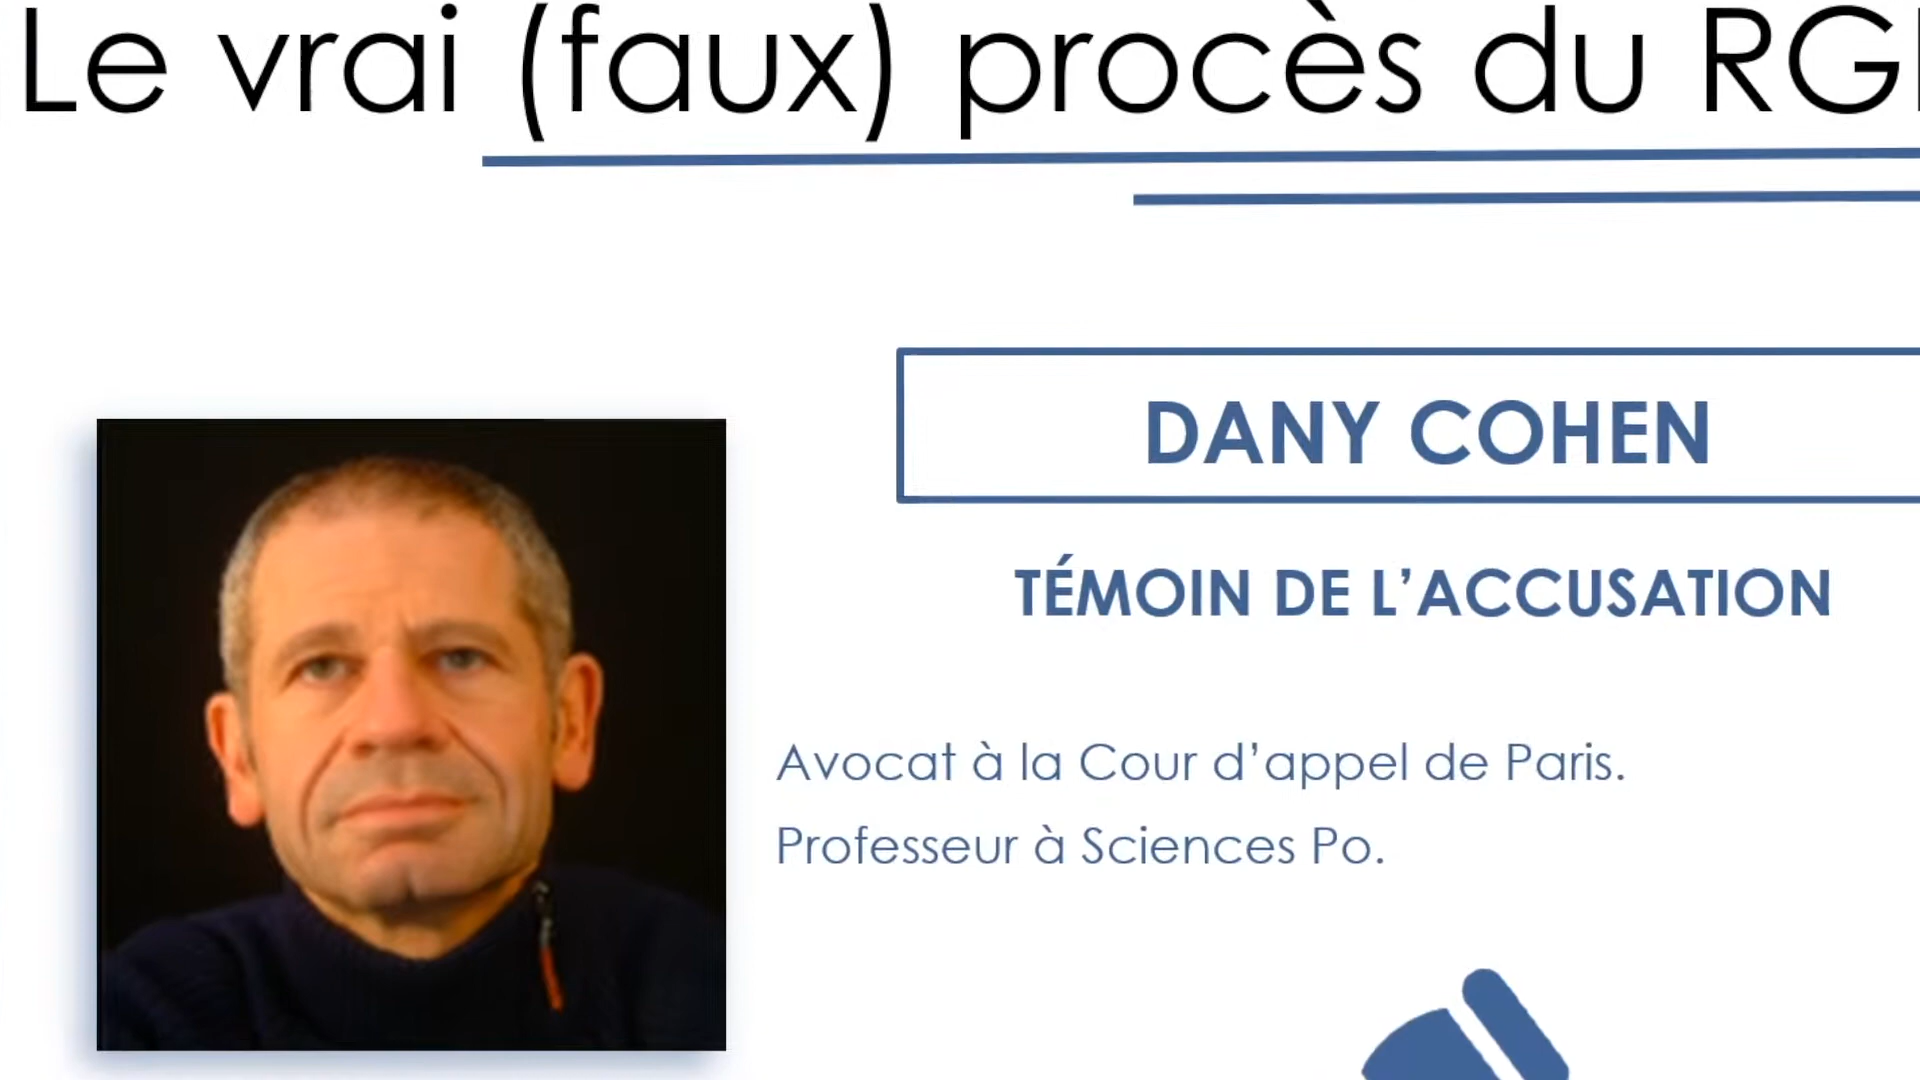 Le vrai (faux) procès du RG
DANY COHEN
TÉMOIN DE L’ACCUSATION
Avocat à la Cour d’appel de Paris.
Professeur à Sciences Po.